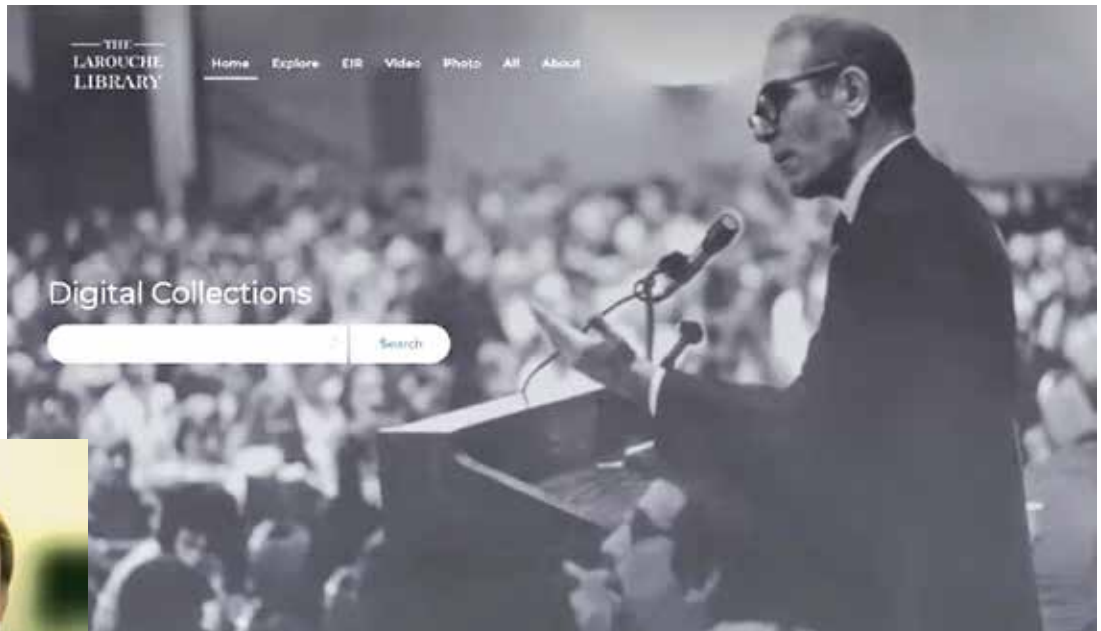 THE
LAROUCHE
LIBRARY
Home Explore EIR Video Photo All About
Digital Collections
Search